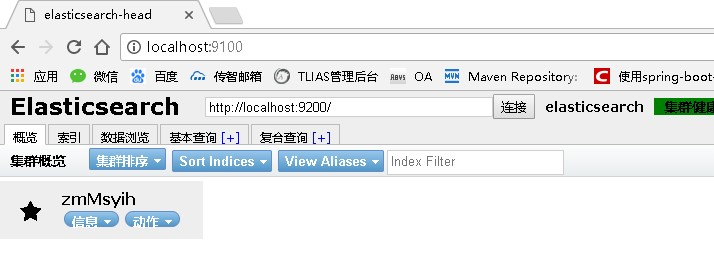 elasticsearch-head
localhost:9100
应用 微信 百度 传智邮箱 TLIAS管理后台 RBVS OA MVN Maven Repository: C 使用spring-boot-
Elasticsearch http://localhost:9200/ 连接 elasticsearch 集群健康
概览 索引 数据浏览 基本查询 [+] 复合查询 [+]
集群概览 集群排序 Sort Indices View Aliases Index Filter
zmMsyih
信息 动作